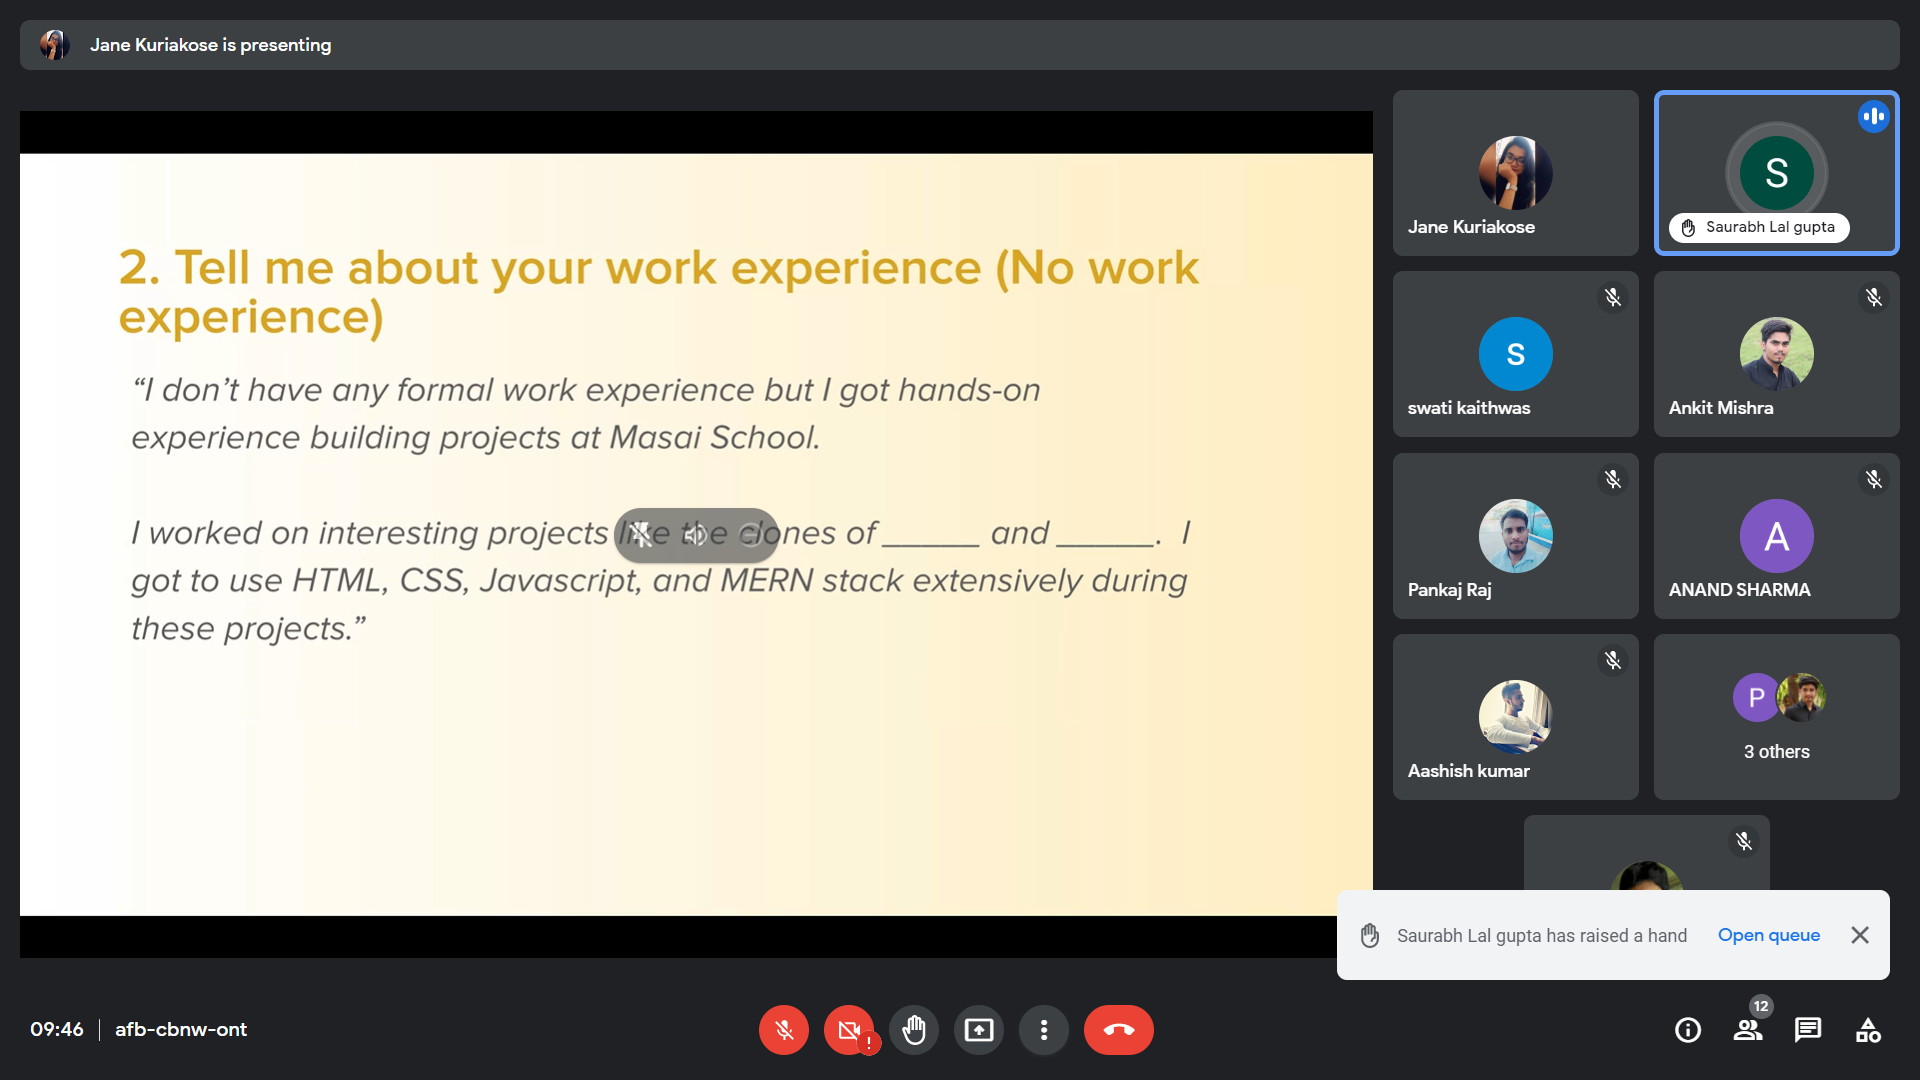 Jane Kuriakose is presenting
2. Tell me about your work experience (No work
experience)
“I don’t have any formal work experience but I got hands-on
experience building projects at Masai School.
I worked on interesting projects like the clones of _____ and _____. I
got to use HTML, CSS, Javascript, and MERN stack extensively during
these projects.”
Jane Kuriakose
S
Saurabh Lal gupta
S
swati kaithwas
Ankit Mishra
Pankaj Raj
A
ANAND SHARMA
Aashish kumar
P
3 others
Saurabh Lal gupta has raised a hand
Open queue
09:46
afb-cbnw-ont
!
12